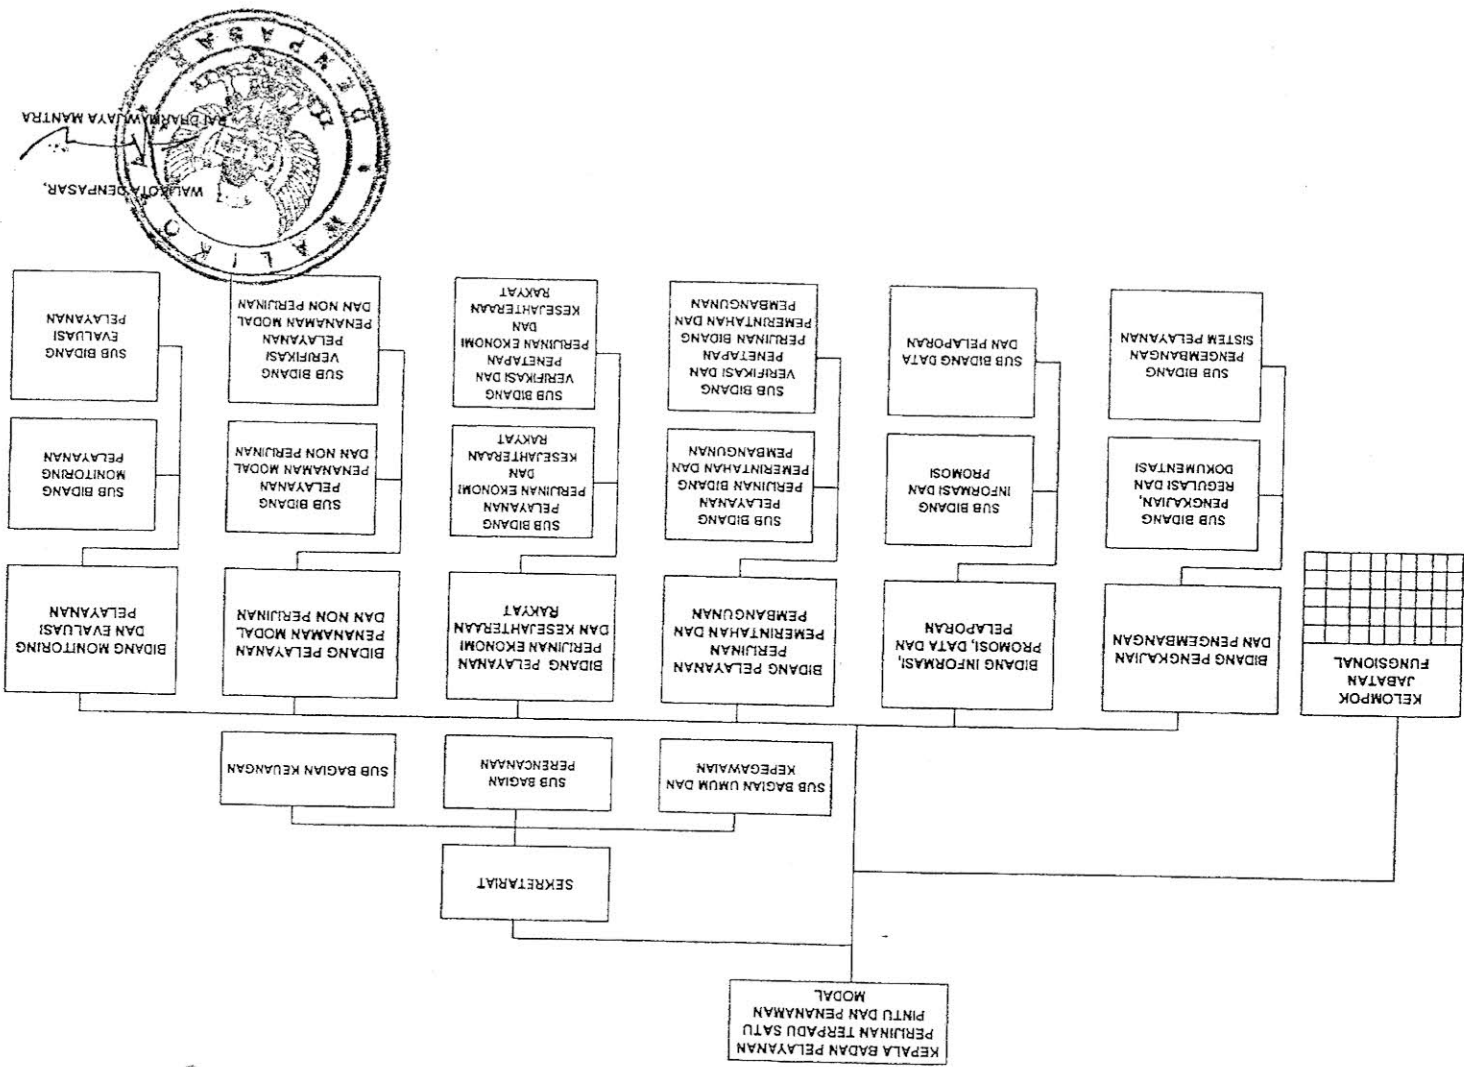 KEPALA BADAN PELAYANAN
PERIJINAN TERPADU SATU
PINTU DAN PENANAMAN
MODAL
SEKRETARIAT
SUB BAGIAN UMUM DAN
KEPEGAWAIAN
SUB BAGIAN
PERENCANAAN
SUB BAGIAN KEUANGAN
KELOMPOK
JABATAN
FUNGSIONAL
BIDANG PENGKAJIAN
DAN PENGEMBANGAN
BIDANG INFORMASI,
PROMOSI, DATA DAN
PELAPORAN
BIDANG PELAYANAN
PERIJINAN
PEMERINTAHAN DAN
PEMBANGUNAN
BIDANG PELAYANAN
PERIJINAN EKONOMI
DAN KESEJAHTERAAN
RAKYAT
BIDANG PELAYANAN
PENANAMAN MODAL
DAN NON PERIJINAN
BIDANG MONITORING
DAN EVALUASI
PELAYANAN
SUB BIDANG
PENGKAJIAN,
REGULASI DAN
DOKUMENTASI
SUB BIDANG
INFORMASI DAN
PROMOSI
SUB BIDANG
PELAYANAN
PERIJINAN BIDANG
PEMERINTAHAN DAN
PEMBANGUNAN
SUB BIDANG
PELAYANAN
PERIJINAN EKONOMI
DAN
KESEJAHTERAAN
RAKYAT
SUB BIDANG
PELAYANAN
PENANAMAN MODAL
DAN NON PERIJINAN
SUB BIDANG
MONITORING
PELAYANAN
SUB BIDANG
PENGEMBANGAN
SISTEM PELAYANAN
SUB BIDANG DATA
DAN PELAPORAN
SUB BIDANG
VERIFIKASI DAN
PENETAPAN
PERIJINAN BIDANG
PEMERINTAHAN DAN
PEMBANGUNAN
SUB BIDANG
VERIFIKASI DAN
PENETAPAN
PERIJINAN EKONOMI
DAN
KESEJAHTERAAN
RAKYAT
SUB BIDANG
VERIFIKASI
PELAYANAN
PENANAMAN MODAL
DAN NON PERIJINAN
SUB BIDANG
EVALUASI
PELAYANAN
WALIKOTA DENPASAR
WALIKOTA DENPASAR,
RAI DHARMAWIJAYA MANTRA